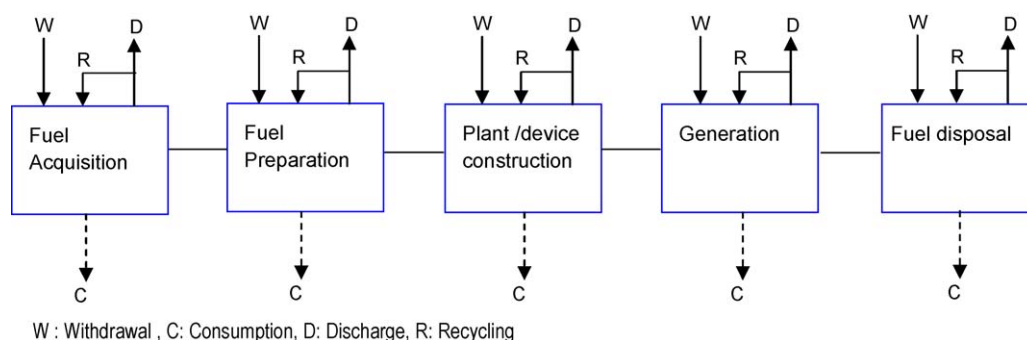 W D W D W D W D W D
R R R R R
Fuel Acquisition
Fuel Preparation
Plant /device construction
Generation
Fuel disposal
C C C C C
W : Withdrawal , C: Consumption, D: Discharge, R: Recycling